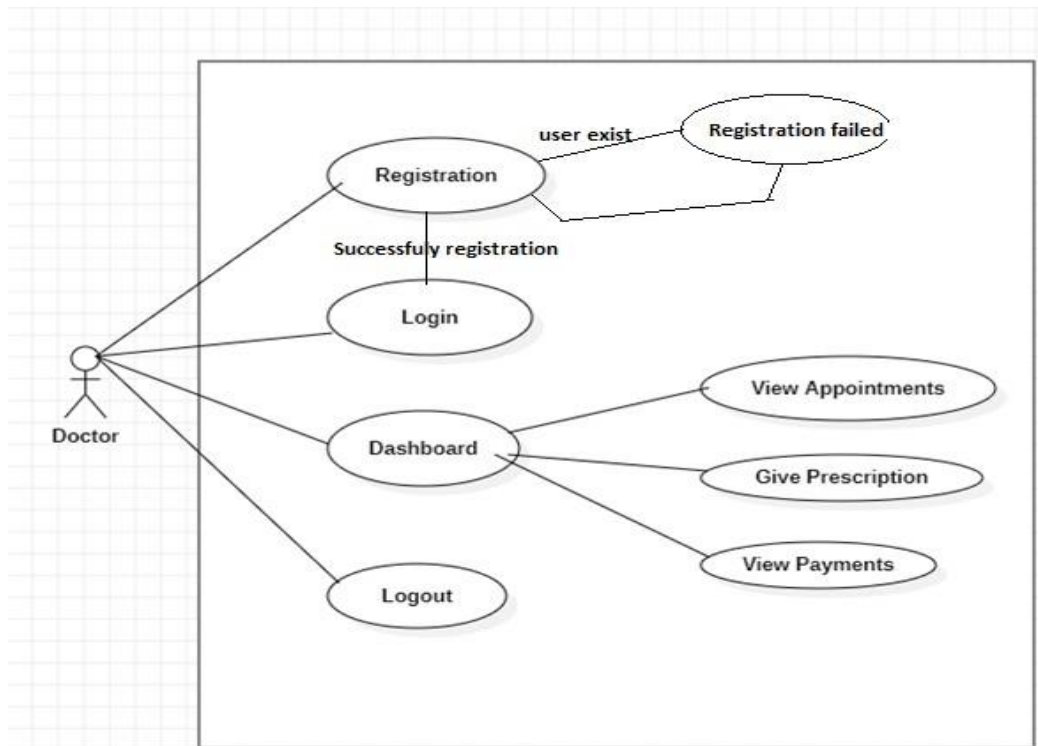 user exist
Registration failed
Registration
Successfuly registration
Login
View Appointments
Doctor
Dashboard
Give Prescription
View Payments
Logout